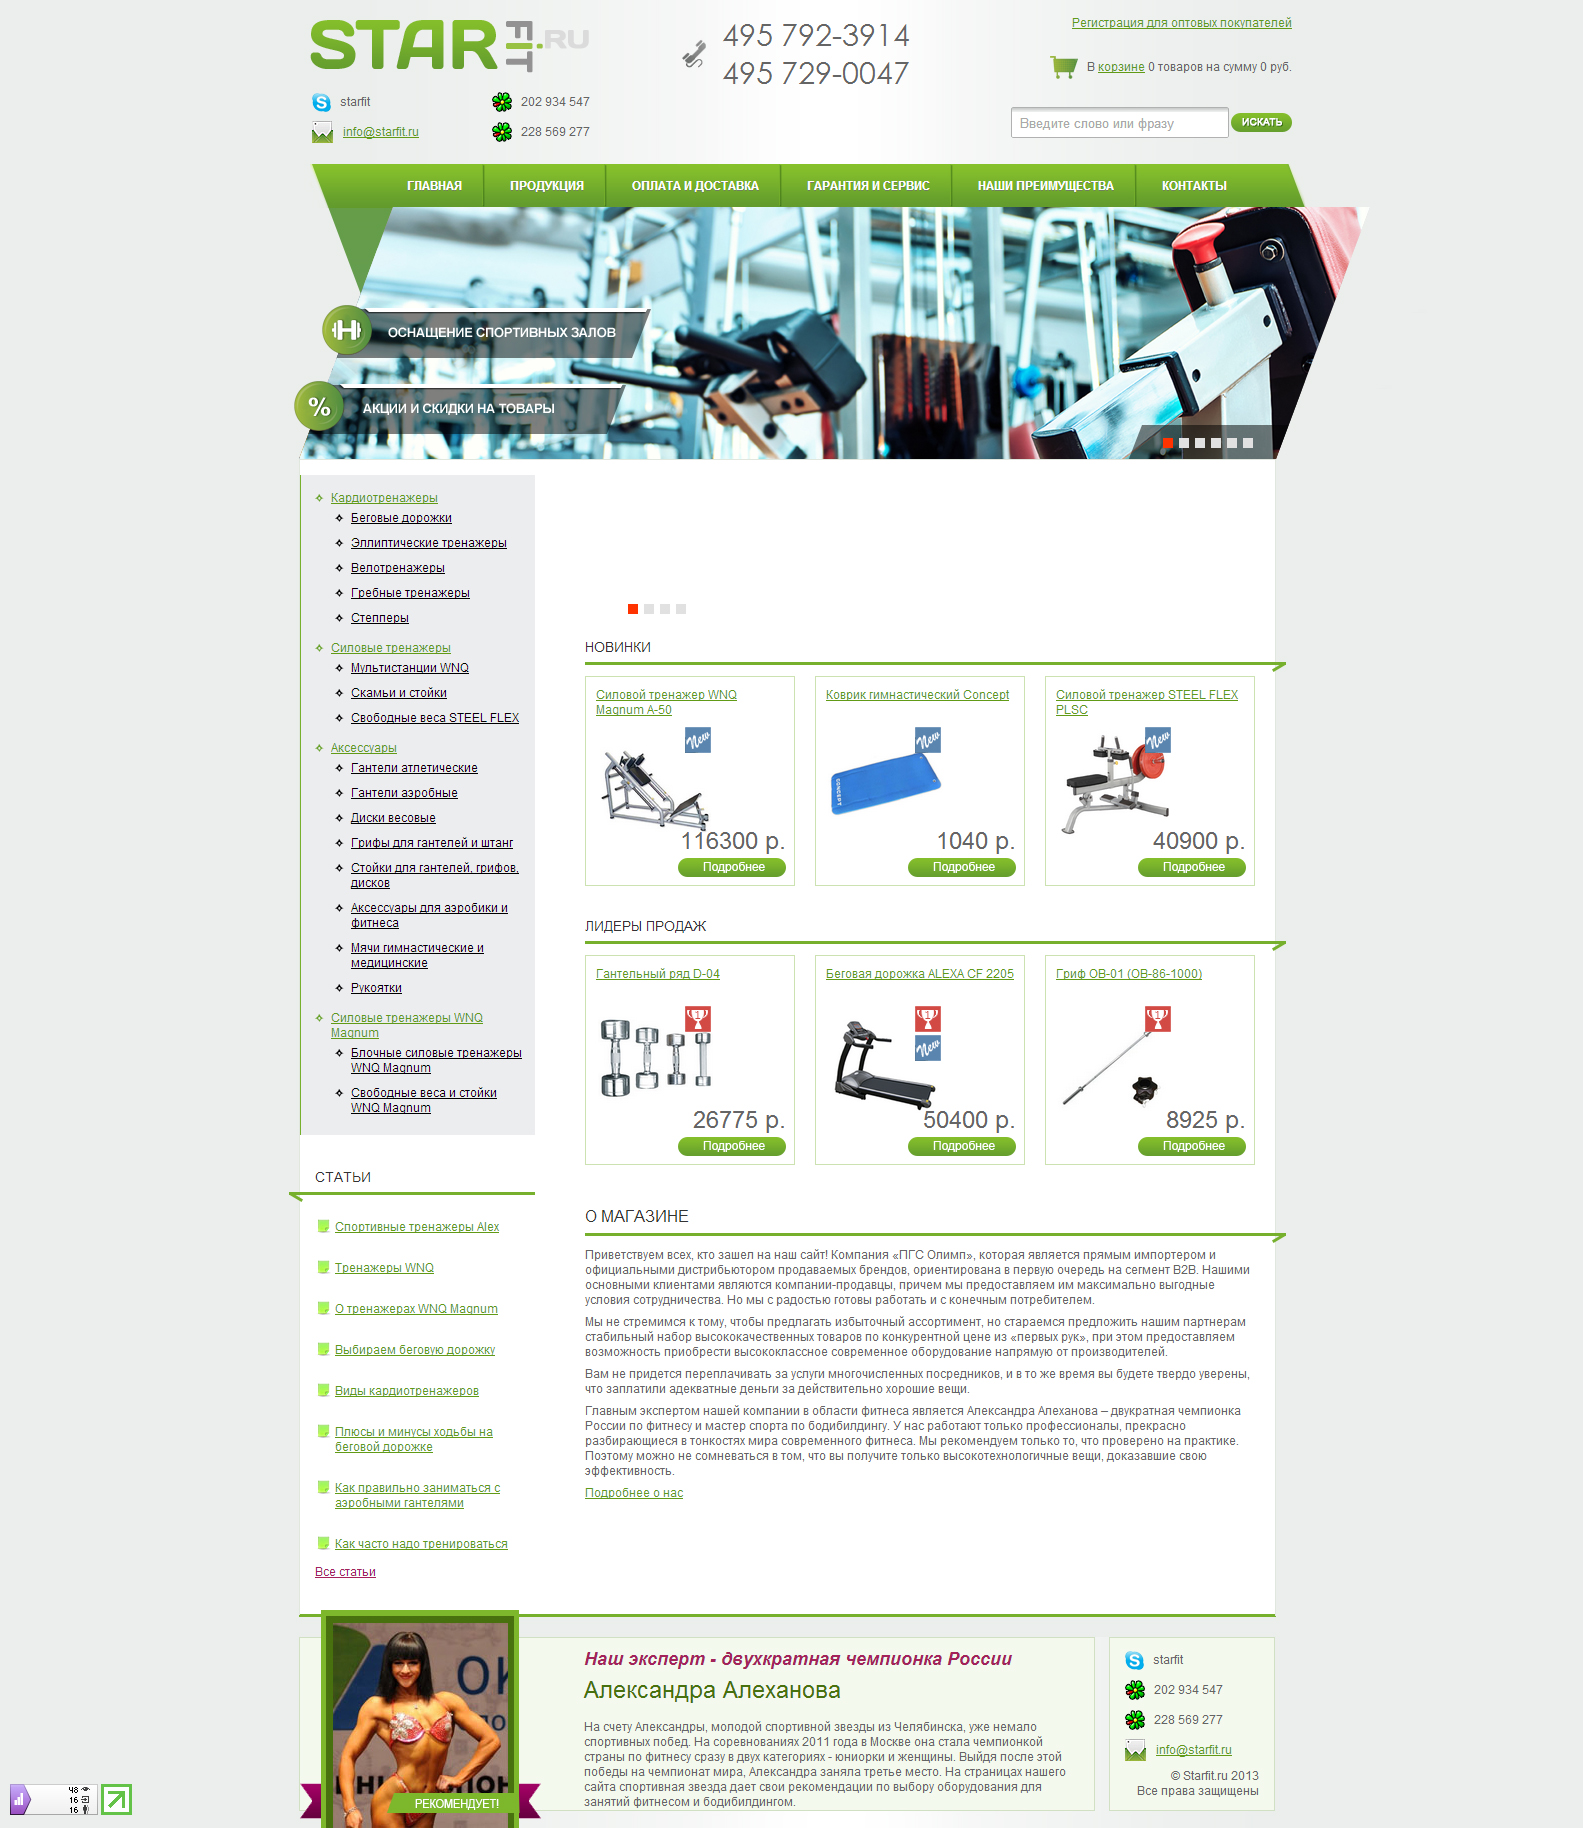 STAR FIT.RU
starfit
202 934 547
info@starfit.ru
228 569 277
495 792-3914
495 729-0047
Регистрация для оптовых покупателей
В корзине 0 товаров на сумму 0 руб.
Введите слово или фразу
ИСКАТЬ
ГЛАВНАЯ
ПРОДУКЦИЯ
ОПЛАТА И ДОСТАВКА
ГАРАНТИЯ И СЕРВИС
НАШИ ПРЕИМУЩЕСТВА
КОНТАКТЫ
ОСНАЩЕНИЕ СПОРТИВНЫХ ЗАЛОВ
%
АКЦИИ И СКИДКИ НА ТОВАРЫ
Кардиотренажеры
Беговые дорожки
Эллиптические тренажеры
Велотренажеры
Гребные тренажеры
Степперы
Силовые тренажеры
Мультистанции WNQ
Скамьи и стойки
Свободные веса STEEL FLEX
Аксессуары
Гантели атлетические
Гантели аэробные
Диски весовые
Грифы для гантелей и штанг
Стойки для гантелей, грифов,
дисков
Аксессуары для аэробики и
фитнеса
Мячи гимнастические и
медицинские
Рукоятки
Силовые тренажеры WNQ
Magnum
Блочные силовые тренажеры
WNQ Magnum
Свободные веса и стойки
WNQ Magnum
СТАТЬИ
Спортивные тренажеры Alex
Тренажеры WNQ
О тренажерах WNQ Magnum
Выбираем беговую дорожку
Виды кардиотренажеров
Плюсы и минусы ходьбы на
беговой дорожке
Как правильно заниматься с
аэробными гантелями
Как часто надо тренироваться
Все статьи
НОВИНКИ
Силовой тренажер WNQ
Magnum A-50
New
116300 р.
Подробнее
Коврик гимнастический Concept
New
CONCEPT
1040 р.
Подробнее
Силовой тренажер STEEL FLEX
PLSC
New
40900 р.
Подробнее
ЛИДЕРЫ ПРОДАЖ
Гантельный ряд D-04
1
26775 р.
Подробнее
Беговая дорожка ALEXA CF 2205
1
New
50400 р.
Подробнее
Гриф ОВ-01 (ОВ-86-1000)
1
8925 р.
Подробнее
О МАГАЗИНЕ
Приветствуем всех, кто зашел на наш сайт! Компания «ПГС Олимп», которая является прямым импортером и
официальными дистрибьютором продаваемых брендов, ориентирована в первую очередь на сегмент B2B. Нашими
основными клиентами являются компании-продавцы, причем мы предоставляем им максимально выгодные
условия сотрудничества. Но мы с радостью готовы работать и с конечным потребителем.
Мы не стремимся к тому, чтобы предлагать избыточный ассортимент, но стараемся предложить нашим партнерам
стабильный набор высококачественных товаров по конкурентной цене из «первых рук», при этом предоставляем
возможность приобрести высококлассное современное оборудование напрямую от производителей.
Вам не придется переплачивать за услуги многочисленных посредников, и в то же время вы будете твердо уверены,
что заплатили адекватные деньги за действительно хорошие вещи.
Главным экспертом нашей компании в области фитнеса является Александра Алеханова – двукратная чемпионка
России по фитнесу и мастер спорта по бодибилдингу. У нас работают только профессионалы, прекрасно
разбирающиеся в тонкостях мира современного фитнеса. Мы рекомендуем только то, что проверено на практике.
Поэтому можно не сомневаться в том, что вы получите только высокотехнологичные вещи, доказавшие свою
эффективность.
Подробнее о нас
РЕКОМЕНДУЕТ!
Наш эксперт - двухкратная чемпионка России
Александра Алеханова
На счету Александры, молодой спортивной звезды из Челябинска, уже немало
спортивных побед. На соревнованиях 2011 года в Москве она стала чемпионкой
страны по фитнесу сразу в двух категориях - юниорки и женщины. Выйдя после этой
победы на чемпионат мира, Александра заняла третье место. На страницах нашего
сайта спортивная звезда дает свои рекомендации по выбору оборудования для
занятий фитнесом и бодибилдингом.
starfit
202 934 547
228 569 277
info@starfit.ru
© Starfit.ru 2013
Все права защищены
48
16
16